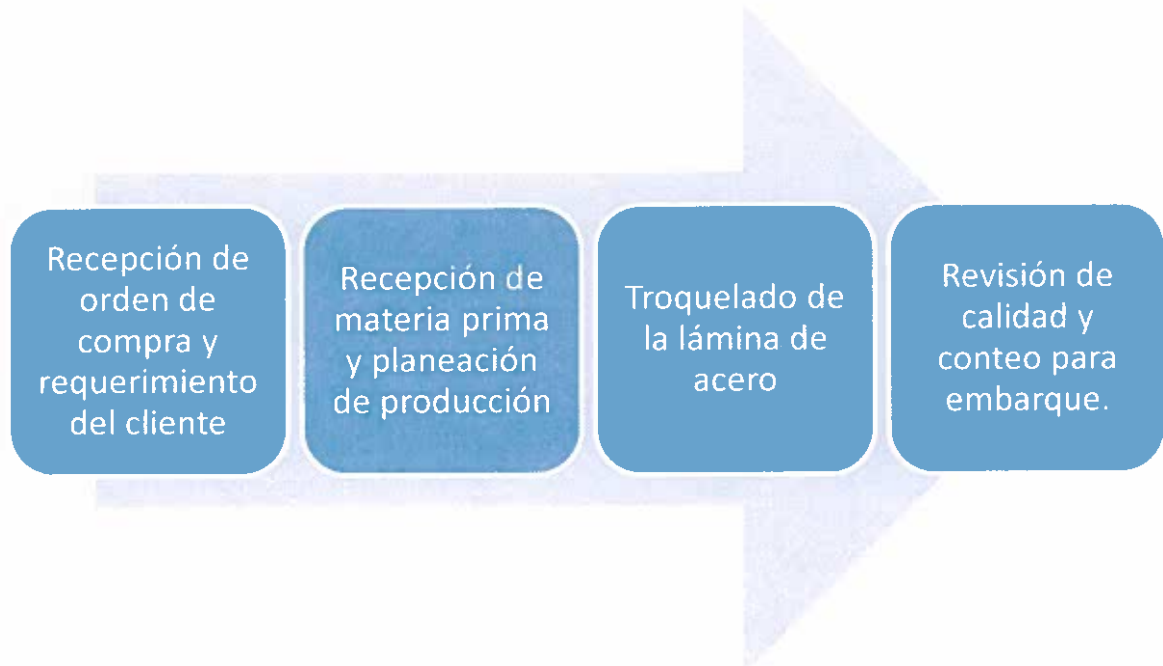 Recepción de
orden de
compra y
requerimiento
del cliente
Recepción de
materia prima
y planeación
de producción
Troquelado de
la lámina de
acero
Revisión de
calidad y
conteo para
embarque.